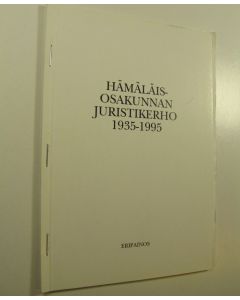 HÄMÄLÄIS-
OSAKUNNAN
JURISTIKERHO
1935-1995
ERIPAINOS